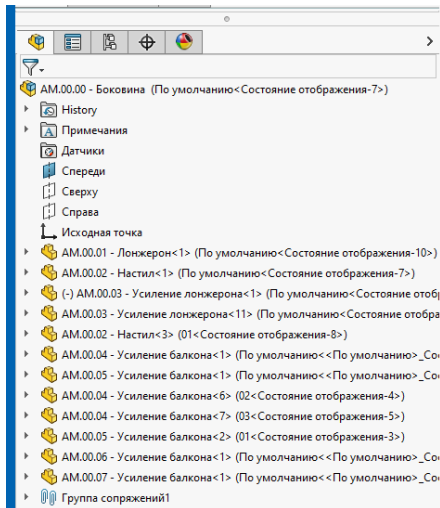 АМ.00.00 - Боковина (По умолчанию<Состояние отображения-7>)
History
Примечания
Датчики
Спереди
Сверху
Справа
Исходная точка
АМ.00.01 - Лонжерон<1> (По умолчанию<Состояние отображения-10>)
АМ.00.02 - Настил<1> (По умолчанию<Состояние отображения-7>)
(-) АМ.00.03 - Усиление лонжерона<1> (По умолчанию<Состояние отобр
АМ.00.03 - Усиление лонжерона<11> (По умолчанию<Состояние отобра
АМ.00.02 - Настил<3> (01<Состояние отображения-8>)
АМ.00.04 - Усиление балкона<1> (По умолчанию<<По умолчанию>_Со
АМ.00.05 - Усиление балкона<1> (По умолчанию<<По умолчанию>_Со
АМ.00.04 - Усиление балкона<6> (02<Состояние отображения-4>)
АМ.00.04 - Усиление балкона<7> (03<Состояние отображения-5>)
АМ.00.05 - Усиление балкона<2> (01<Состояние отображения-3>)
АМ.00.06 - Усиление балкона<1> (По умолчанию<<По умолчанию>_Со
АМ.00.07 - Усиление балкона<1> (По умолчанию<<По умолчанию>_Со
Группа сопряжений1